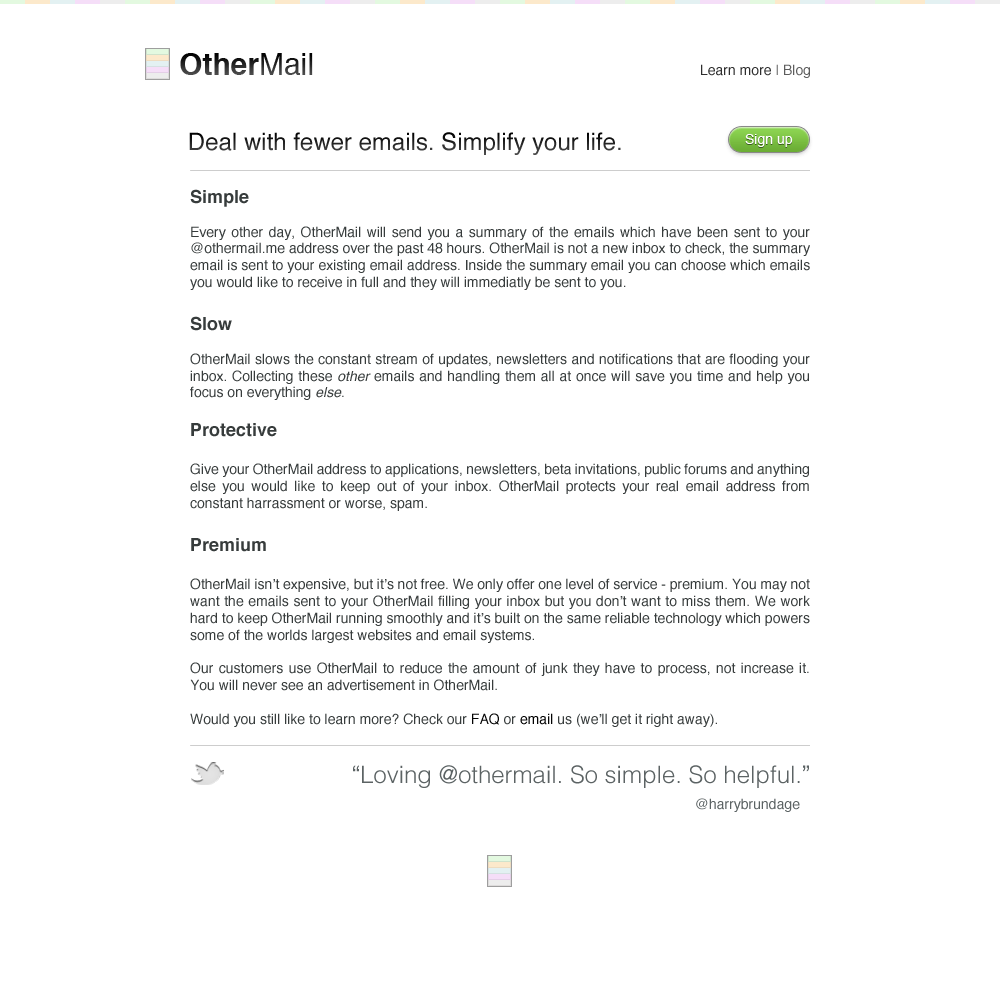 OtherMail
Learn more | Blog
Deal with fewer emails. Simplify your life.
Sign up
Simple
Every other day, OtherMail will send you a summary of the emails which have been sent to your
@othermail.me address over the past 48 hours. OtherMail is not a new inbox to check, the summary
email is sent to your existing email address. Inside the summary email you can choose which emails
you would like to receive in full and they will immediatly be sent to you.
Slow
OtherMail slows the constant stream of updates, newsletters and notifications that are flooding your
inbox. Collecting these other emails and handling them all at once will save you time and help you
focus on everything else.
Protective
Give your OtherMail address to applications, newsletters, beta invitations, public forums and anything
else you would like to keep out of your inbox. OtherMail protects your real email address from
constant harrassment or worse, spam.
Premium
OtherMail isn’t expensive, but it’s not free. We only offer one level of service - premium. You may not
want the emails sent to your OtherMail filling your inbox but you don’t want to miss them. We work
hard to keep OtherMail running smoothly and it’s built on the same reliable technology which powers
some of the worlds largest websites and email systems.
Our customers use OtherMail to reduce the amount of junk they have to process, not increase it.
You will never see an advertisement in OtherMail.
Would you still like to learn more? Check our FAQ or email us (we’ll get it right away).
“Loving @othermail. So simple. So helpful.”
@harrybrundage